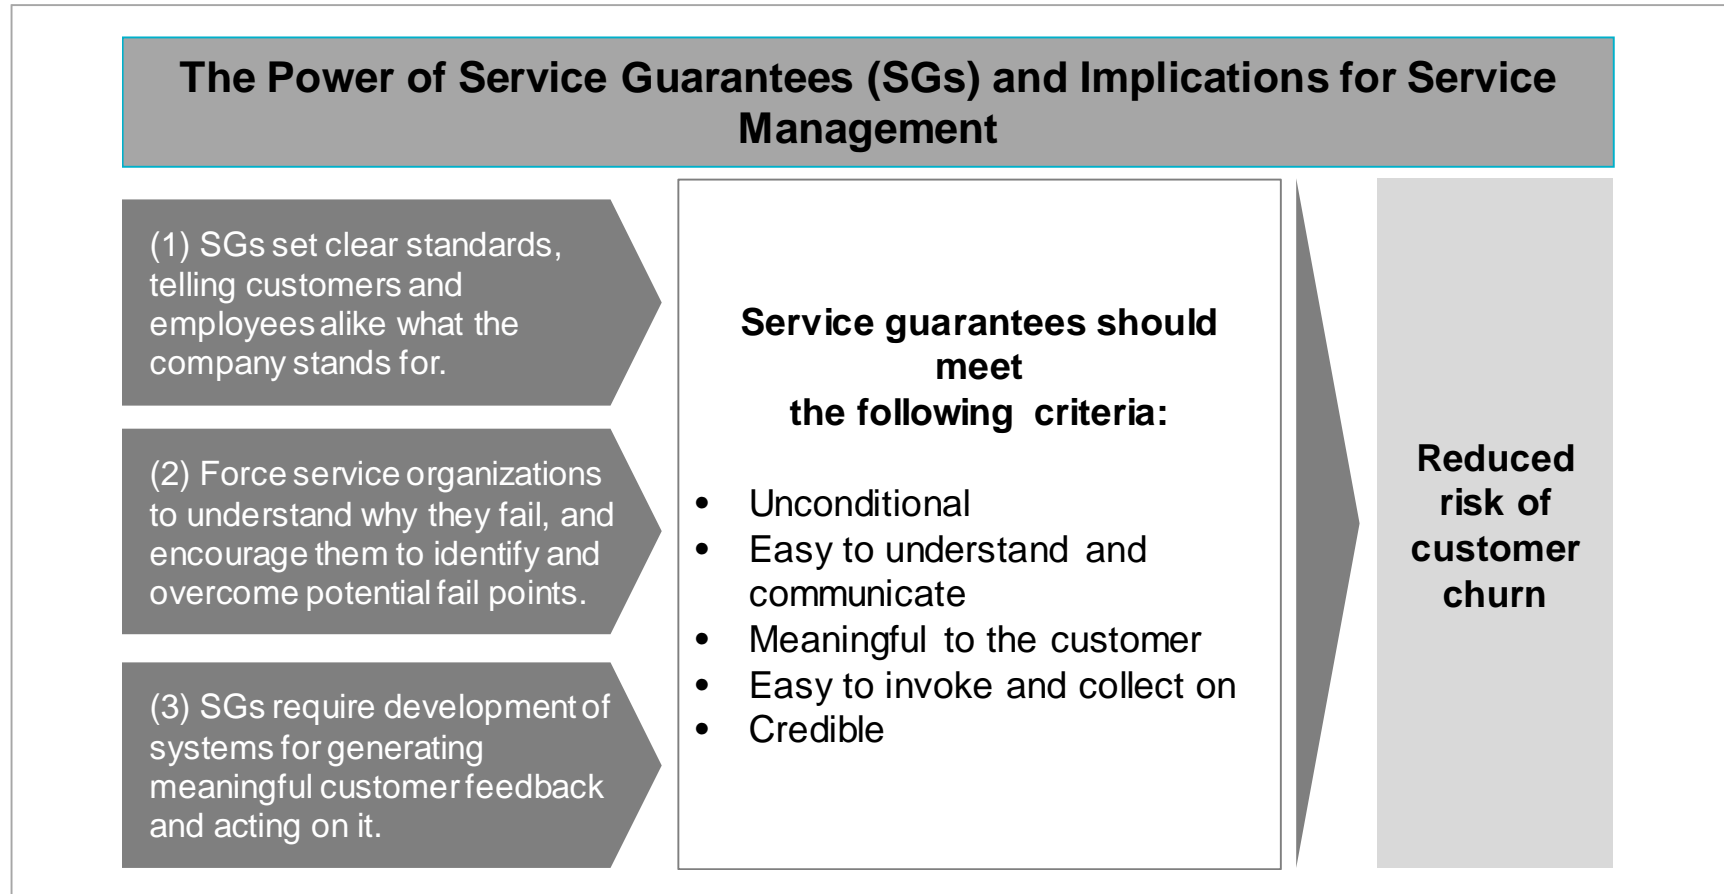 The Power of Service Guarantees (SGs) and Implications for Service
Management
(1) SGs set clear standards,
telling customers and
employees alike what the
company stands for.
(2) Force service organizations
to understand why they fail, and
encourage them to identify and
overcome potential fail points.
(3) SGs require development of
systems for generating
meaningful customer feedback
and acting on it.
Service guarantees should
meet
the following criteria:
• Unconditional
• Easy to understand and
communicate
• Meaningful to the customer
• Easy to invoke and collect on
• Credible
Reduced
risk of
customer
churn